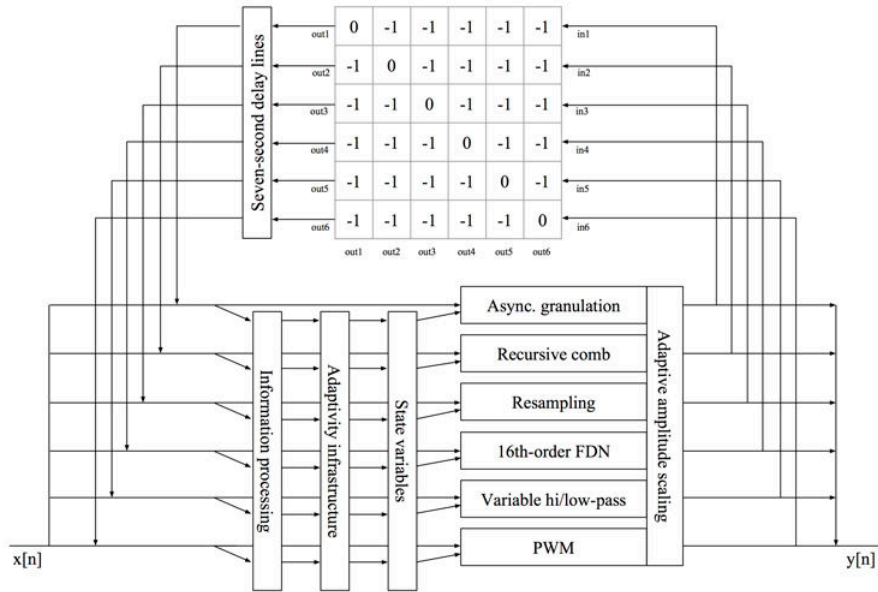 Seven-second delay lines
out1 0 -1 -1 -1 -1 -1 in1
out2 -1 0 -1 -1 -1 -1 in2
out3 -1 -1 0 -1 -1 -1 in3
out4 -1 -1 -1 0 -1 -1 in4
out5 -1 -1 -1 -1 0 -1 in5
out6 -1 -1 -1 -1 -1 0 in6
out1 out2 out3 out4 out5 out6
Information processing
Adaptivity infrastructure
State variables
Async. granulation
Recursive comb
Resampling
16th-order FDN
Variable hi/low-pass
PWM
Adaptive amplitude scaling
x[n]
y[n]